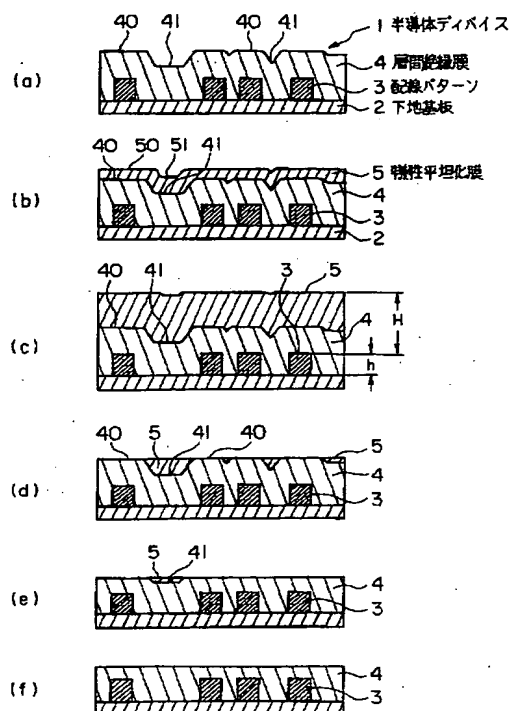 40 41 40 41 1 半導体ディバイス
(a) 4 層間絶縁膜
3 配線パターン
2 下地基板
40 50 51 41
(b) 5 犠牲平坦化膜
4
3
2
40 41 3 5
(c) 4 H
h
40 5 41 40 5
(d) 4
3
5 41
(e) 4
3
(f) 4
3